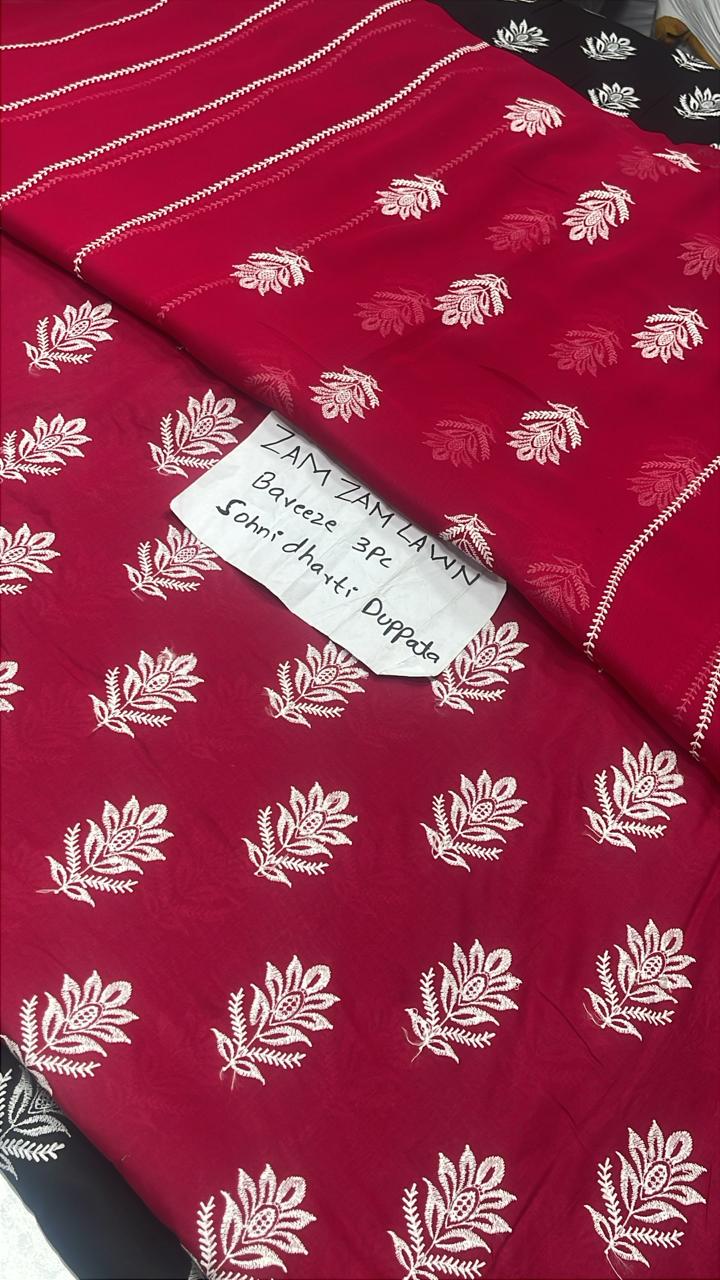 ZAM ZAM LAWN
Baveeze 3Pc
Sohni dharti Duppata